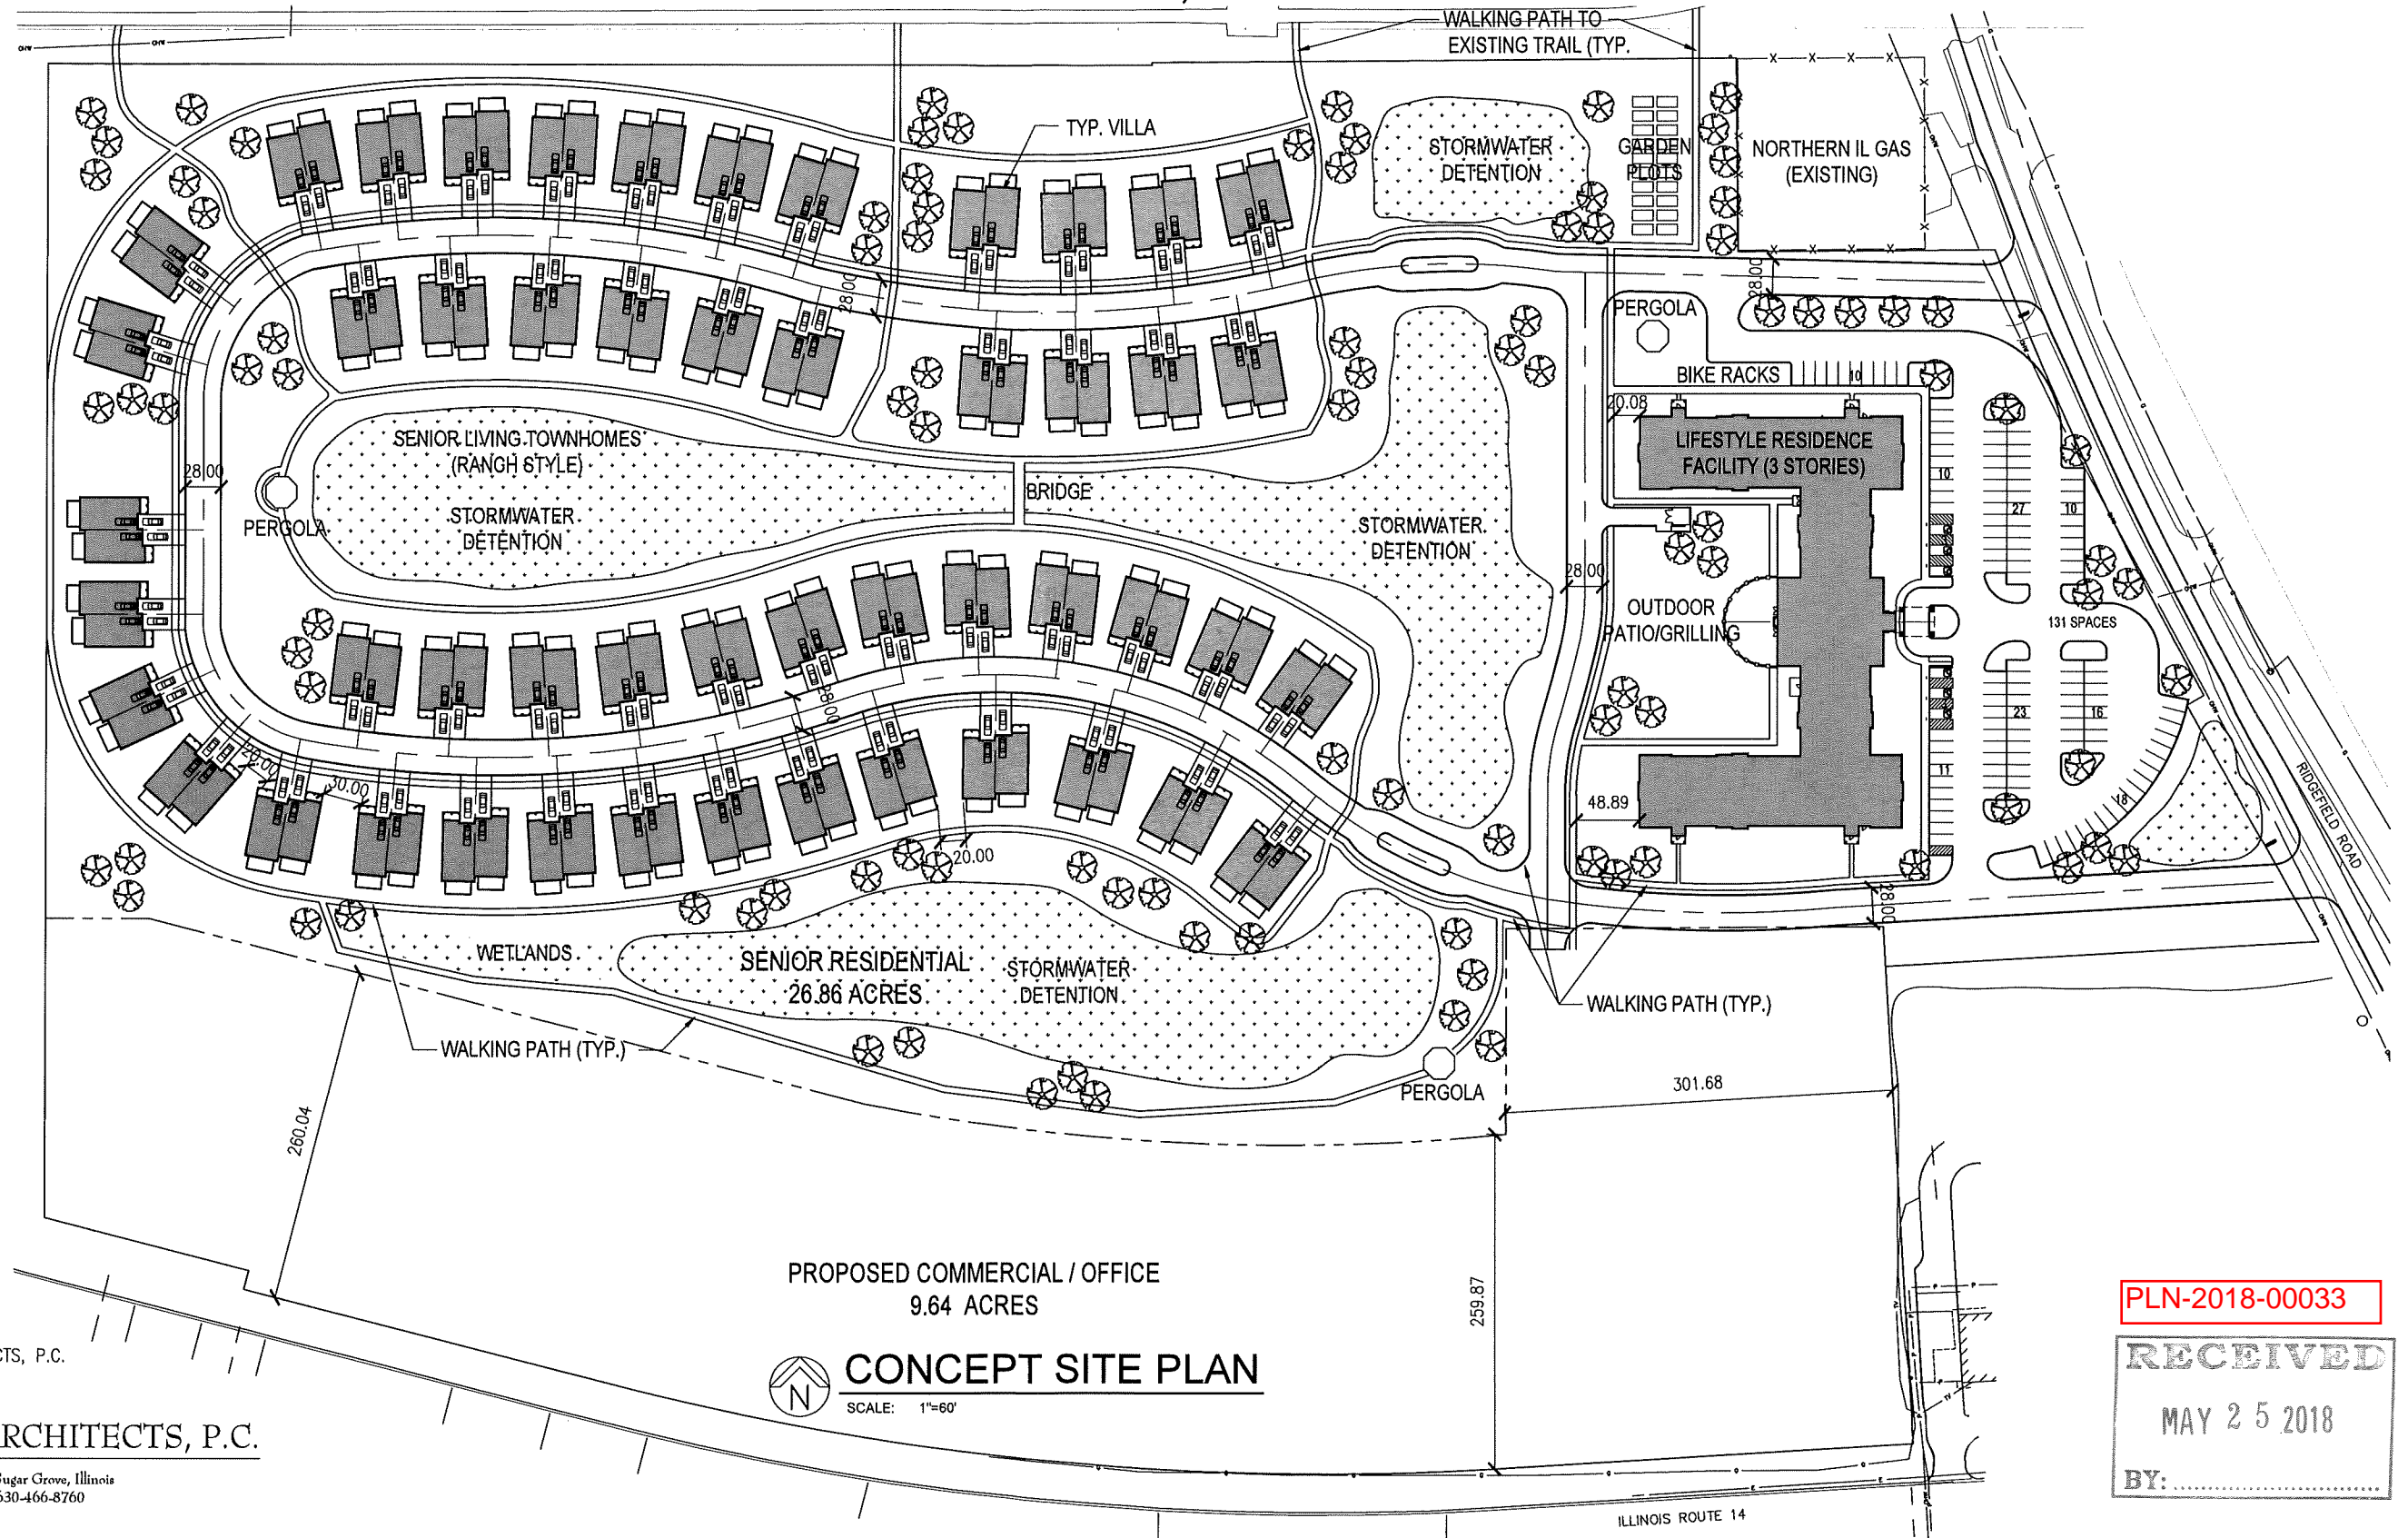 WALKING PATH TO
EXISTING TRAIL (TYP.
TYP. VILLA
STORMWATER
DETENTION
GARDEN
PLOTS
NORTHERN IL GAS
(EXISTING)
28.00
28.00
PERGOLA
BIKE RACKS
10
20.08
LIFESTYLE RESIDENCE
FACILITY (3 STORIES)
SENIOR LIVING TOWNHOMES
(RANCH STYLE)
28.00
BRIDGE
10
27
10
STORMWATER
DETENTION
PERGOLA
STORMWATER
DETENTION
28.00
OUTDOOR
PATIO/GRILLING
131 SPACES
28.00
23
16
20.00
30.00
48.89
11
18
RIDGEFIELD ROAD
20.00
28.00
WETLANDS
SENIOR RESIDENTIAL
26.86 ACRES
STORMWATER
DETENTION
WALKING PATH (TYP.)
WALKING PATH (TYP.)
PERGOLA
301.68
260.04
259.87
PROPOSED COMMERCIAL / OFFICE
9.64 ACRES
N
CONCEPT SITE PLAN
SCALE: 1"=60'
PLN-2018-00033
RECEIVED
MAY 25 2018
BY:
CTS, P.C.
RCHITECTS, P.C.
Sugar Grove, Illinois
630-466-8760
ILLINOIS ROUTE 14